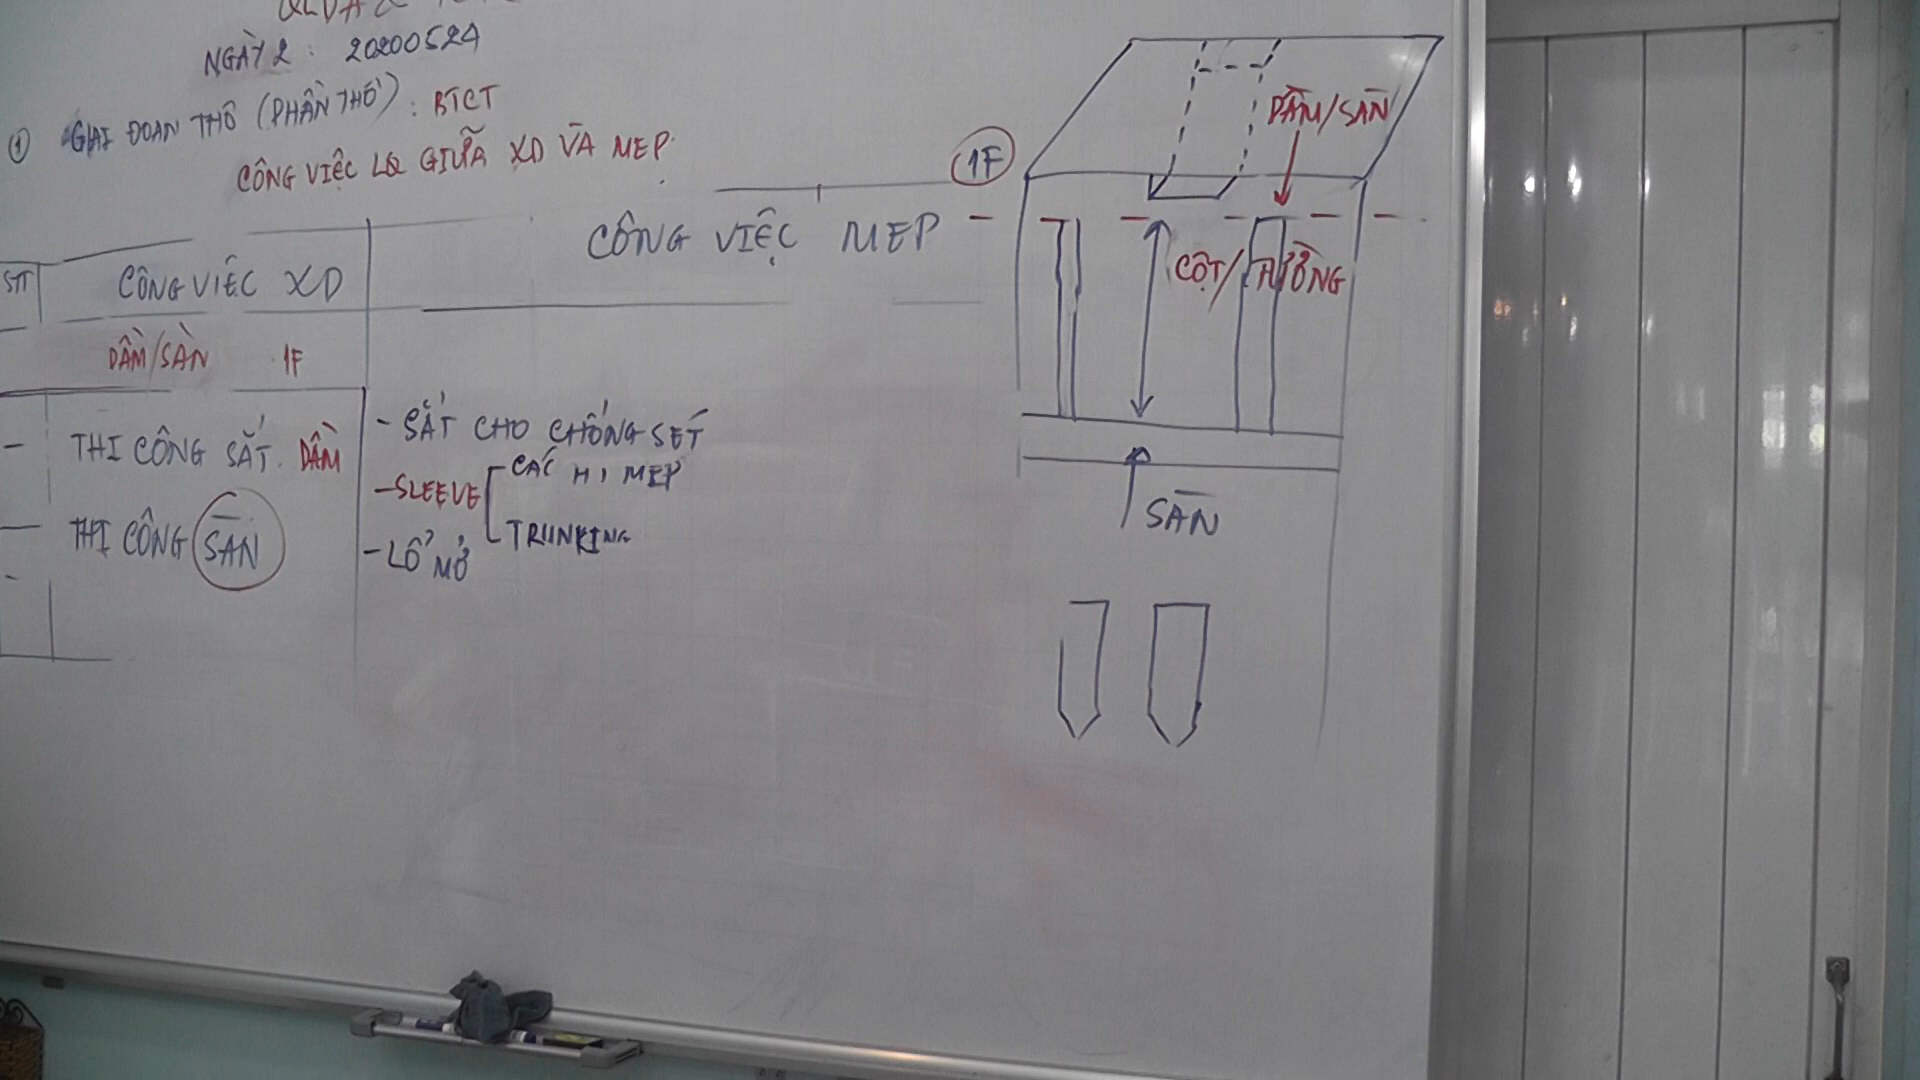 NGÀY 2 : 20200524
① GIAI ĐOẠN THÔ (PHẦN THÔ) : BTCT
CÔNG VIỆC LQ GIỮA XD VÀ MEP.
STT
CÔNG VIỆC XD
CÔNG VIỆC MEP
DẦM/SÀN 1F
- THI CÔNG SẮT DẦM
- THI CÔNG SÀN
-
- SẮT CHO CHỐNG SÉT
- SLEEVE
CÁC HT MEP
TRUNKING
- LỖ MỞ
1F
DẦM/SÀN
CỘT/TƯỜNG
SÀN